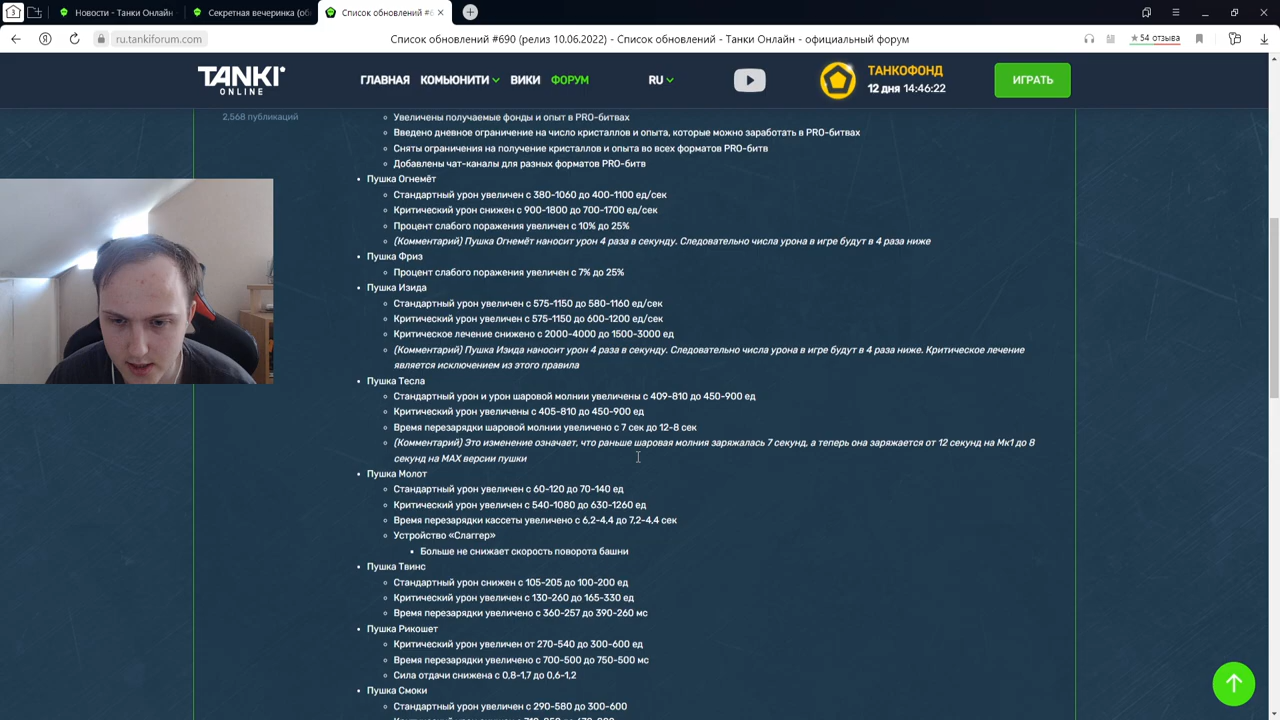 3
Новости - Танки Онлайн
Секретная вечеринка (об
Список обновлений #6
ru.tankiforum.com
Список обновлений #690 (релиз 10.06.2022) - Список обновлений - Танки Онлайн - официальный форум
54 отзыва
TANKI
ONLINE
ГЛАВНАЯ
КОМЬЮНИТИ
ВИКИ
ФОРУМ
RU
ТАНКОФОНД
12 дня 14:46:22
ИГРАТЬ
2,568 публикаций
Увеличены получаемые фонды и опыт в PRO-битвах
Введено дневное ограничение на число кристаллов и опыта, которые можно заработать в PRO-битвах
Сняты ограничения на получение кристаллов и опыта во всех форматов PRO-битв
Добавлены чат-каналы для разных форматов PRO-битв
Пушка Огнемёт
Стандартный урон увеличен с 380-1060 до 400-1100 ед/сек
Критический урон снижен с 900-1800 до 700-1700 ед/сек
Процент слабого поражения увеличен с 10% до 25%
(Комментарий) Пушка Огнемёт наносит урон 4 раза в секунду. Следовательно числа урона в игре будут в 4 раза ниже
Пушка Фриз
Процент слабого поражения увеличен с 7% до 25%
Пушка Изида
Стандартный урон увеличен с 575-1150 до 580-1160 ед/сек
Критический урон увеличен с 575-1150 до 600-1200 ед/сек
Критическое лечение снижено с 2000-4000 до 1500-3000 ед
(Комментарий) Пушка Изида наносит урон 4 раза в секунду. Следовательно числа урона в игре будут в 4 раза ниже. Критическое лечение
является исключением из этого правила
Пушка Тесла
Стандартный урон и урон шаровой молнии увеличены с 409-810 до 450-900 ед
Критический урон увеличены с 405-810 до 450-900 ед
Время перезарядки шаровой молнии увеличено с 7 сек до 12-8 сек
(Комментарий) Это изменение означает, что раньше шаровая молния заряжалась 7 секунд, а теперь она заряжается от 12 секунд на Мк1 до 8
секунд на MAX версии пушки
Пушка Молот
Стандартный урон увеличен с 60-120 до 70-140 ед
Критический урон увеличен с 540-1080 до 630-1260 ед
Время перезарядки кассеты увеличено с 6,2-4,4 до 7,2-4,4 сек
Устройство «Слаггер»
Больше не снижает скорость поворота башни
Пушка Твинс
Стандартный урон снижен с 105-205 до 100-200 ед
Критический урон увеличен с 130-260 до 165-330 ед
Время перезарядки увеличено с 360-257 до 390-260 мс
Пушка Рикошет
Критический урон увеличен от 270-540 до 300-600 ед
Время перезарядки увеличено с 700-500 до 750-500 мс
Сила отдачи снижена с 0,8-1,7 до 0,6-1,2
Пушка Смоки
Стандартный урон увеличен с 290-580 до 300-600